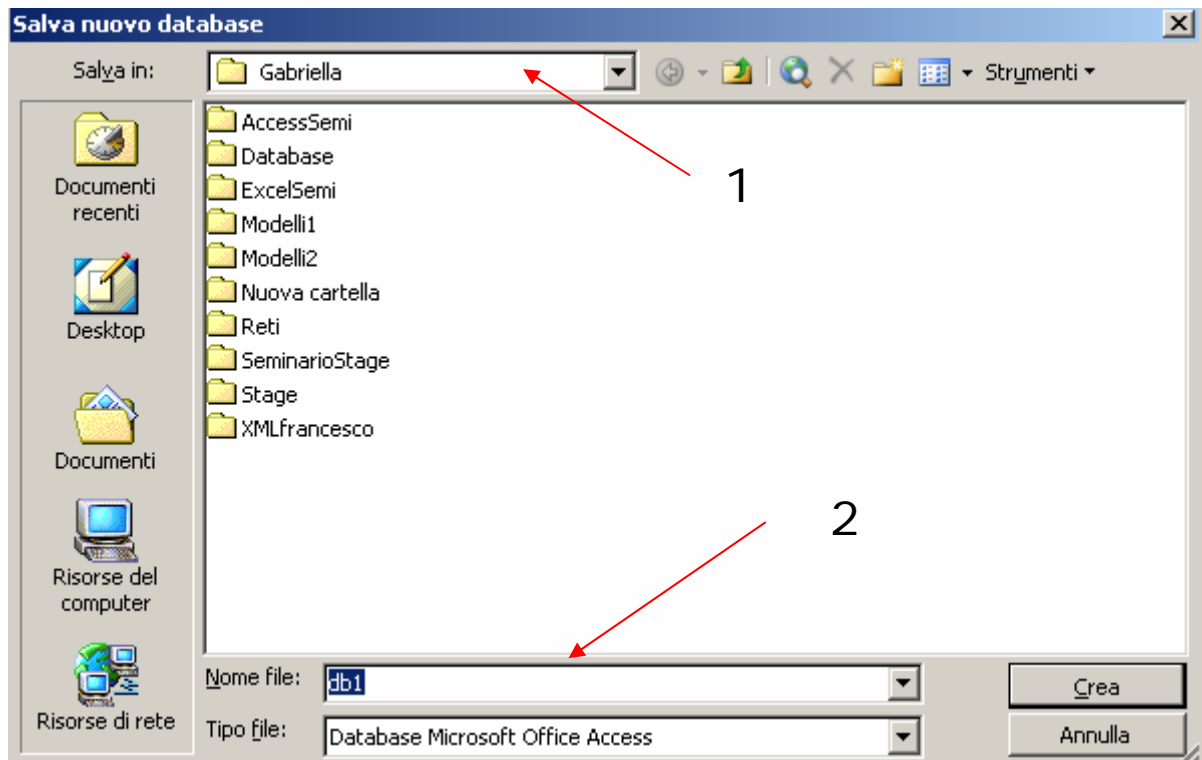 Salva nuovo database
Salva in:
Gabriella
Strumenti
Documenti
recenti
Desktop
Documenti
Risorse del
computer
Risorse di rete
AccessSemi
Database
ExcelSemi
Modelli1
Modelli2
Nuova cartella
Reti
SeminarioStage
Stage
XMLfrancesco
1
2
Nome file:
db1
Crea
Tipo file:
Database Microsoft Office Access
Annulla